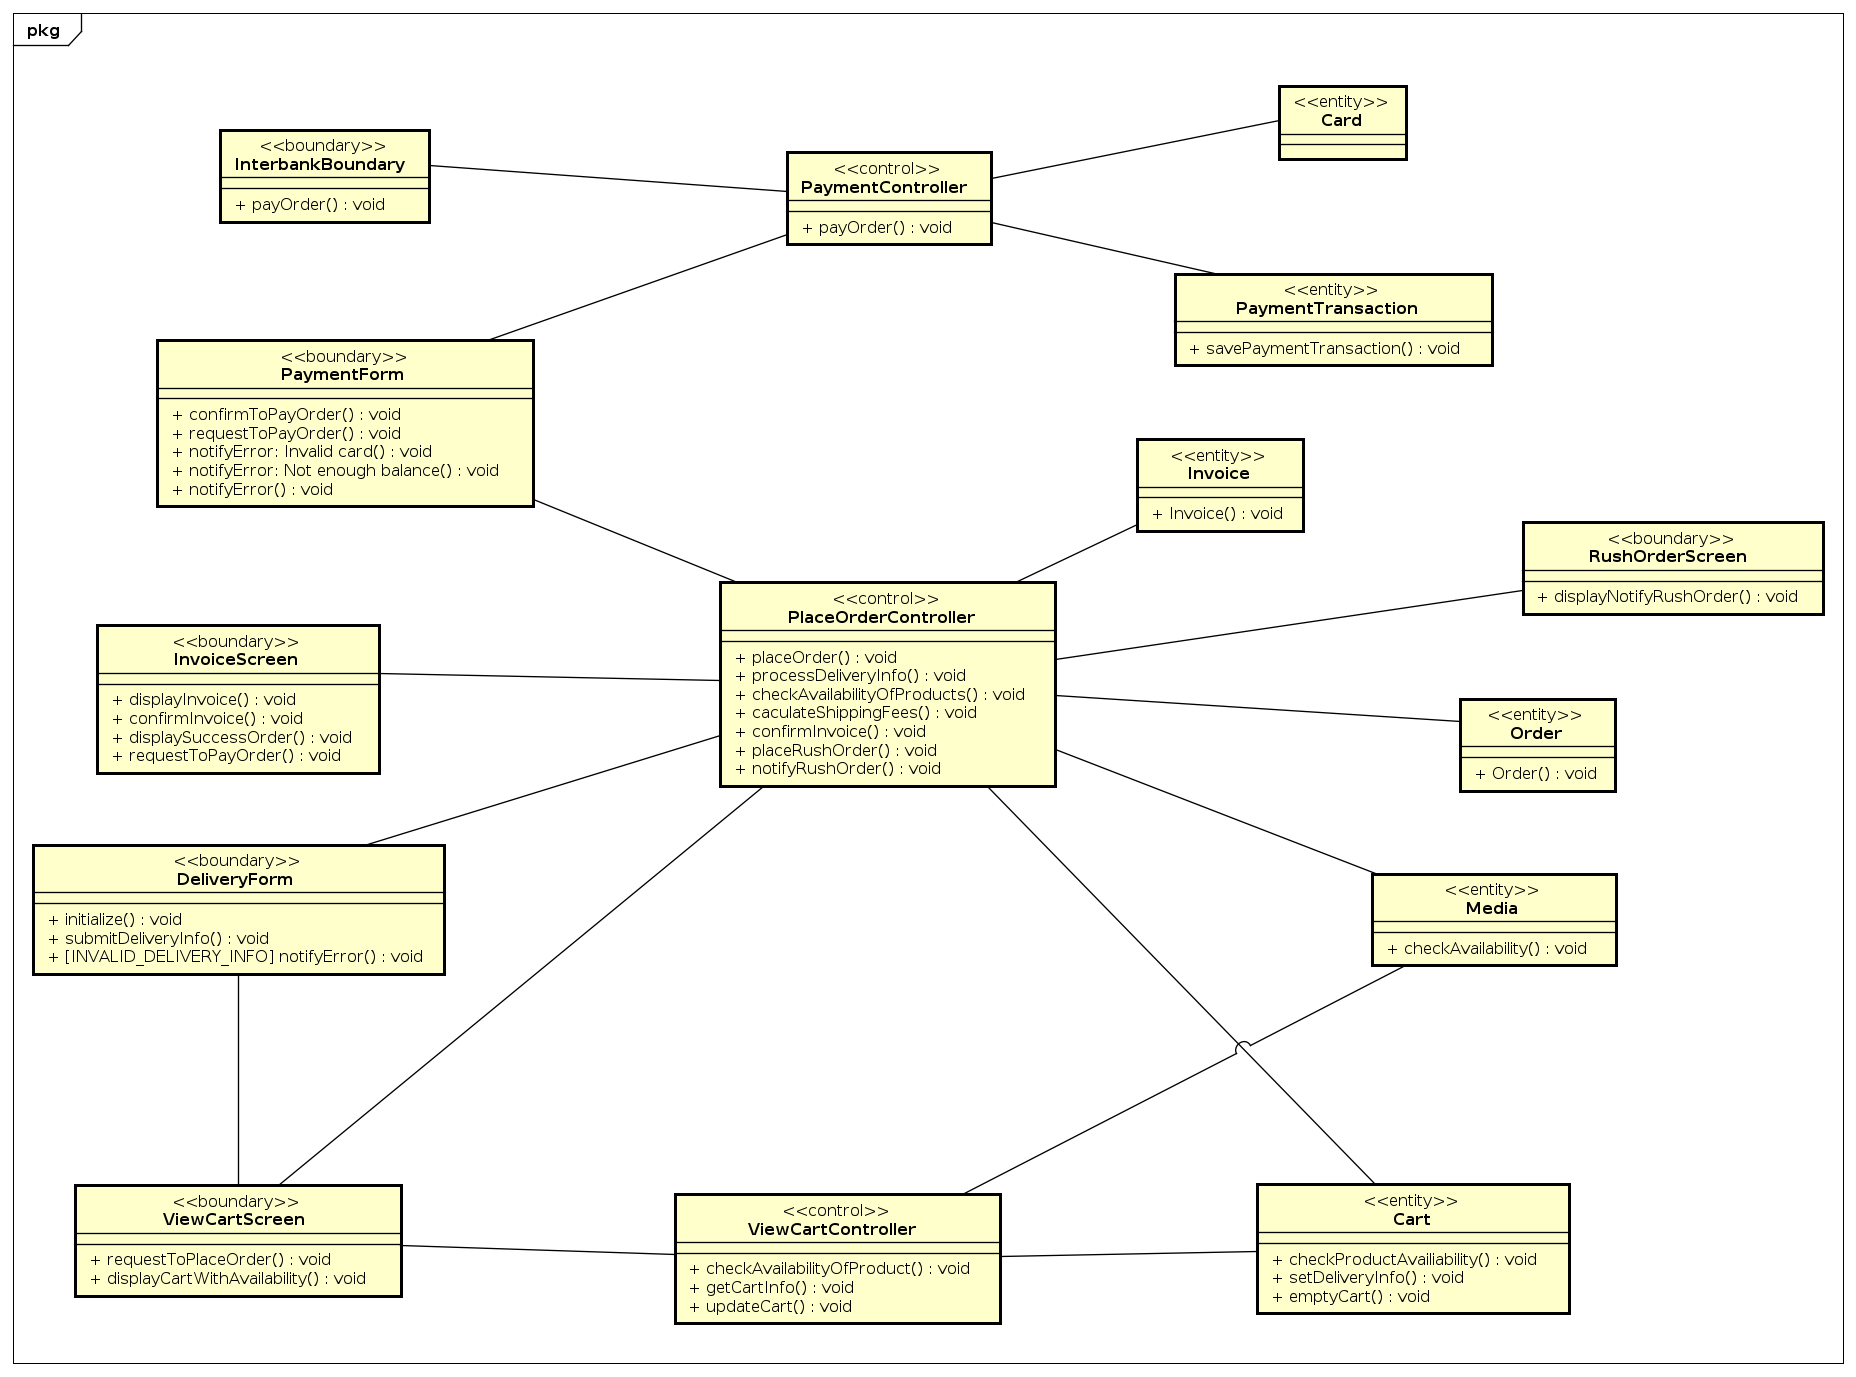 pkg
<<entity>>
Card
<<boundary>>
InterbankBoundary
+ payOrder() : void
<<control>>
PaymentController
+ payOrder() : void
<<entity>>
PaymentTransaction
+ savePaymentTransaction() : void
<<boundary>>
PaymentForm
+ confirmToPayOrder() : void
+ requestToPayOrder() : void
+ notifyError: Invalid card() : void
+ notifyError: Not enough balance() : void
+ notifyError() : void
<<entity>>
Invoice
+ Invoice() : void
<<boundary>>
RushOrderScreen
+ displayNotifyRushOrder() : void
<<control>>
PlaceOrderController
+ placeOrder() : void
+ processDeliveryInfo() : void
+ checkAvailabilityOfProducts() : void
+ caculateShippingFees() : void
+ confirmInvoice() : void
+ placeRushOrder() : void
+ notifyRushOrder() : void
<<boundary>>
InvoiceScreen
+ displayInvoice() : void
+ confirmInvoice() : void
+ displaySuccessOrder() : void
+ requestToPayOrder() : void
<<entity>>
Order
+ Order() : void
<<boundary>>
DeliveryForm
+ initialize() : void
+ submitDeliveryInfo() : void
+ [INVALID_DELIVERY_INFO] notifyError() : void
<<entity>>
Media
+ checkAvailability() : void
<<boundary>>
ViewCartScreen
+ requestToPlaceOrder() : void
+ displayCartWithAvailability() : void
<<control>>
ViewCartController
+ checkAvailabilityOfProduct() : void
+ getCartInfo() : void
+ updateCart() : void
<<entity>>
Cart
+ checkProductAvailiability() : void
+ setDeliveryInfo() : void
+ emptyCart() : void